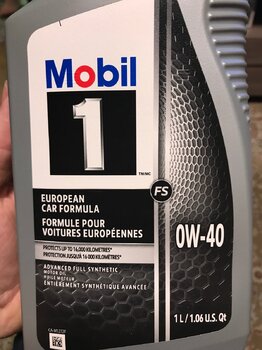 Mobil
1
TM/MC
EUROPEAN
CAR FORMULA
FORMULE POUR
VOITURES EUROPÉENNES
FS
0W-40
PROTECTS UP TO 16,000 KILOMETRES*
PROTECTION JUSQU'À 16 000 KILOMÈTRES*
ADVANCED FULL SYNTHETIC
MOTOR OIL
HUILE MOTEUR
ENTIÈREMENT SYNTHÉTIQUE AVANCÉE
1 L / 1.06 U.S. Qt